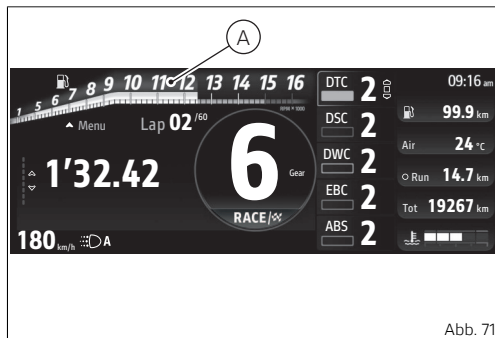 A
1 5 6 7 8 9 10 11 12 13 14 15 16
RPM * 1000
Menu
Lap 02 /60
1’32.42
6
Gear
RACE/
180 km/h A
DTC 2
DSC 2
DWC 2
EBC 2
ABS 2
09:16 am
99.9 km
Air 24 °C
Run 14.7 km
Tot 19267 km
Abb. 71